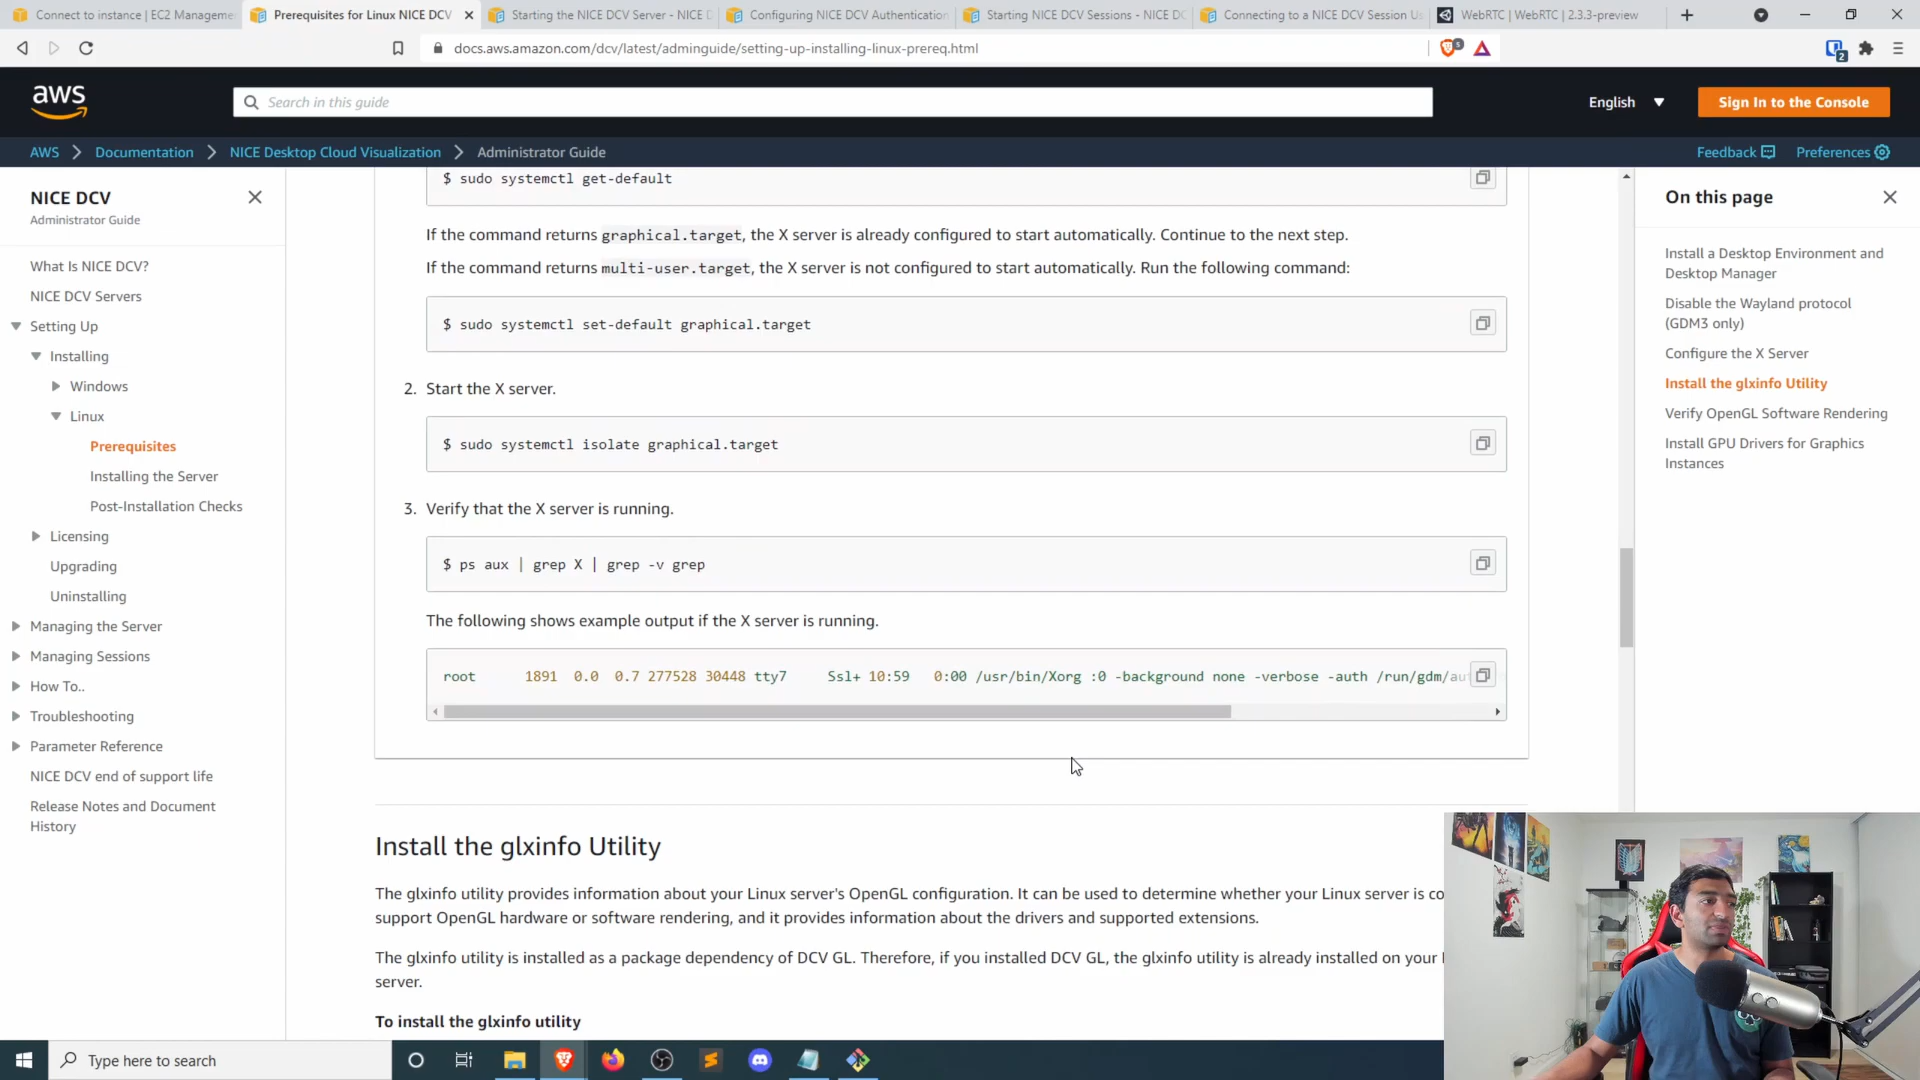 Connect to instance | EC2 Manageme
Prerequisites for Linux NICE DCV
Starting the NICE DCV Server - NICE D
Configuring NICE DCV Authentication
Starting NICE DCV Sessions - NICE DC
Connecting to a NICE DCV Session Us
WebRTC | WebRTC | 2.3.3-preview
docs.aws.amazon.com/dcv/latest/adminguide/setting-up-installing-linux-prereq.html
5
2
aws
Search in this guide
English
Sign In to the Console
AWS
Documentation
NICE Desktop Cloud Visualization
Administrator Guide
Feedback
Preferences
NICE DCV
Administrator Guide
What Is NICE DCV?
NICE DCV Servers
Setting Up
Installing
Windows
Linux
Prerequisites
Installing the Server
Post-Installation Checks
Licensing
Upgrading
Uninstalling
Managing the Server
Managing Sessions
How To..
Troubleshooting
Parameter Reference
NICE DCV end of support life
Release Notes and Document
History
$ sudo systemctl get-default
If the command returns graphical.target, the X server is already configured to start automatically. Continue to the next step.
If the command returns multi-user.target, the X server is not configured to start automatically. Run the following command:
$ sudo systemctl set-default graphical.target
2. Start the X server.
$ sudo systemctl isolate graphical.target
3. Verify that the X server is running.
$ ps aux | grep X | grep -v grep
The following shows example output if the X server is running.
root 1891 0.0 0.7 277528 30448 tty7 Ssl+ 10:59 0:00 /usr/bin/Xorg :0 -background none -verbose -auth /run/gdm/au
Install the glxinfo Utility
The glxinfo utility provides information about your Linux server's OpenGL configuration. It can be used to determine whether your Linux server is co
support OpenGL hardware or software rendering, and it provides information about the drivers and supported extensions.
The glxinfo utility is installed as a package dependency of DCV GL. Therefore, if you installed DCV GL, the glxinfo utility is already installed on your
server.
To install the glxinfo utility
On this page
Install a Desktop Environment and
Desktop Manager
Disable the Wayland protocol
(GDM3 only)
Configure the X Server
Install the glxinfo Utility
Verify OpenGL Software Rendering
Install GPU Drivers for Graphics
Instances
Type here to search